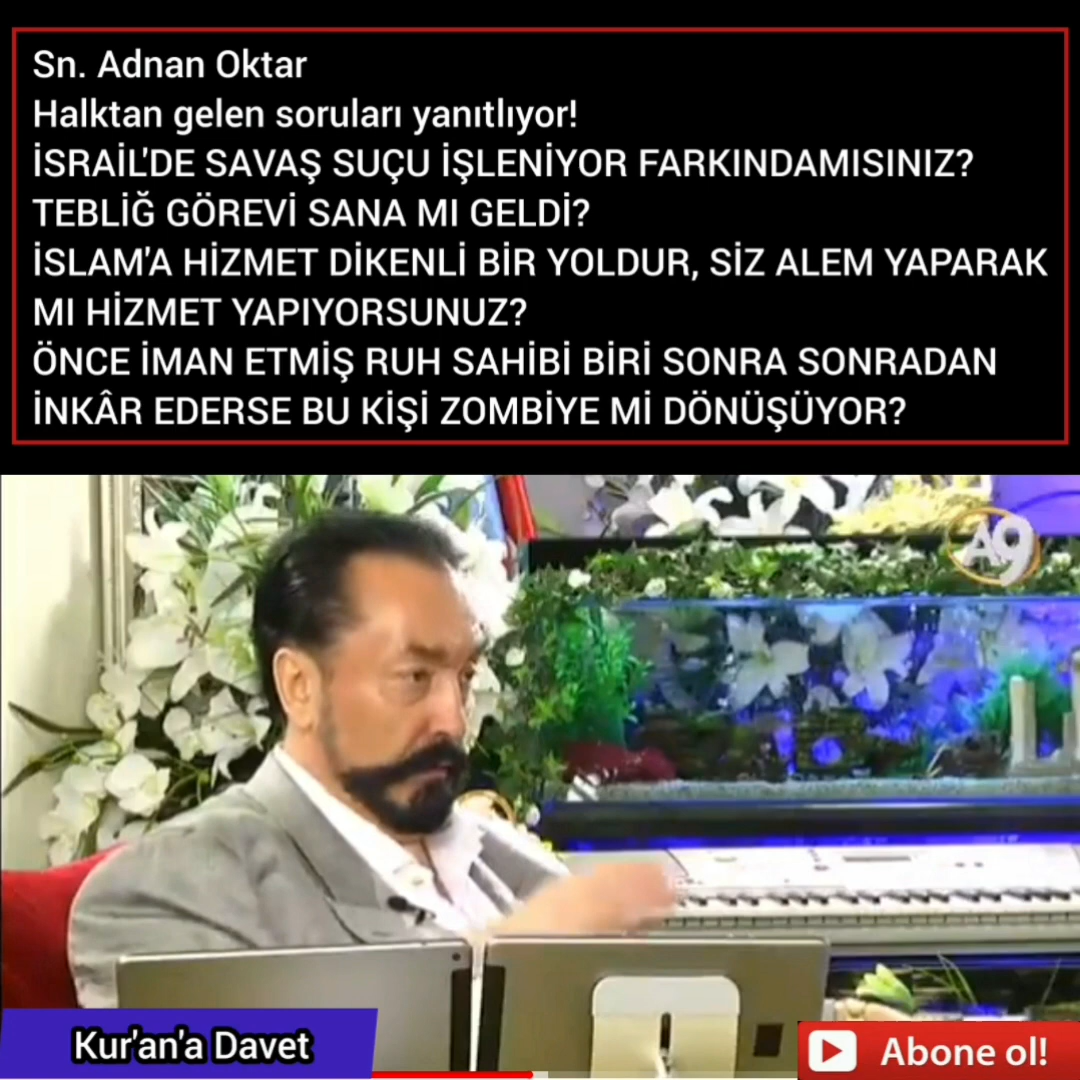 Sn. Adnan Oktar
Halktan gelen soruları yanıtlıyor!
İSRAİL'DE SAVAŞ SUÇU İŞLENİYOR FARKINDAMISINIZ?
TEBLİĞ GÖREVİ SANA MI GELDİ?
İSLAM'A HİZMET DİKENLİ BİR YOLDUR, SİZ ALEM YAPARAK
MI HİZMET YAPIYORSUNUZ?
ÖNCE İMAN ETMİŞ RUH SAHİBİ BİRİ SONRA SONRADAN
İNKÂR EDERSE BU KİŞİ ZOMBİYE Mİ DÖNÜŞÜYOR?
A9
Kur'an'a Davet
Abone ol!